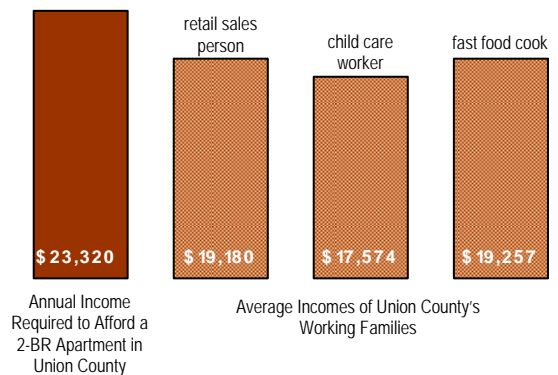 retail sales
person
child care
worker
fast food cook
$ 23,320
$ 19,180
$ 17,574
$ 19,257
Annual Income
Required to Afford a
2-BR Apartment in
Union County
Average Incomes of Union County's
Working Families